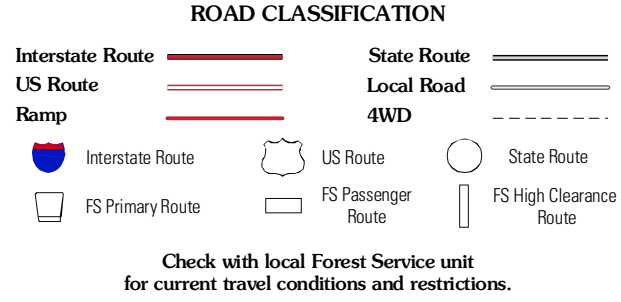 ROAD CLASSIFICATION
Interstate Route
State Route
US Route
Local Road
Ramp
4WD
Interstate Route
US Route
State Route
FS Primary Route
FS Passenger
Route
FS High Clearance
Route
Check with local Forest Service unit
for current travel conditions and restrictions.